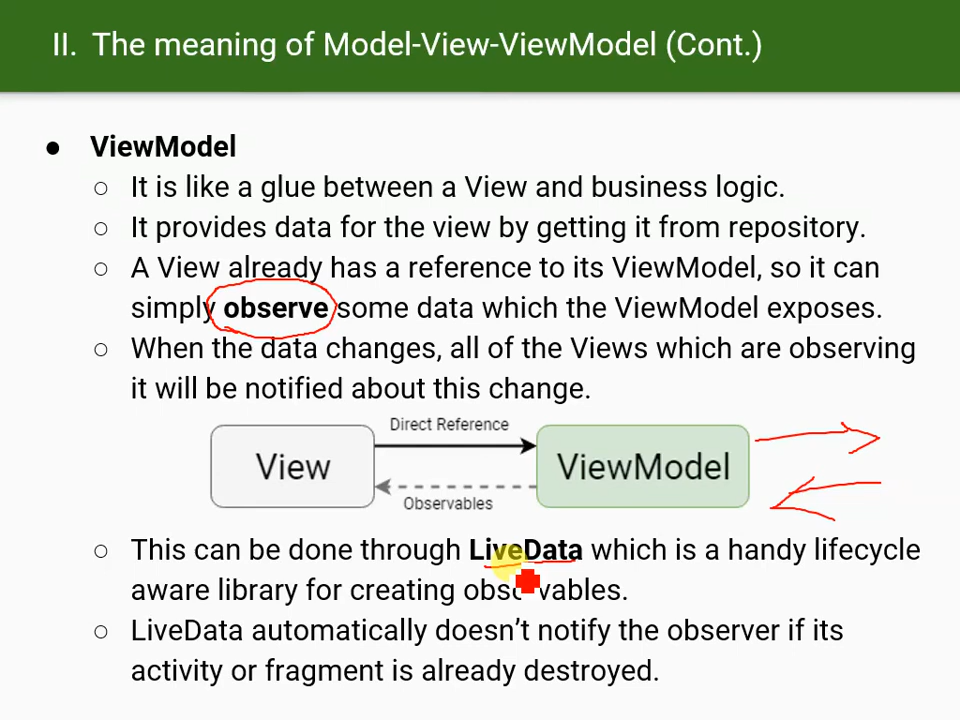 II. The meaning of Model-View-ViewModel (Cont.)
● ViewModel
○ It is like a glue between a View and business logic.
○ It provides data for the view by getting it from repository.
○ A View already has a reference to its ViewModel, so it can
simply observe some data which the ViewModel exposes.
○ When the data changes, all of the Views which are observing
it will be notified about this change.
Direct Reference
View
ViewModel
Observables
○ This can be done through LiveData which is a handy lifecycle
aware library for creating observables.
○ LiveData automatically doesn't notify the observer if its
activity or fragment is already destroyed.